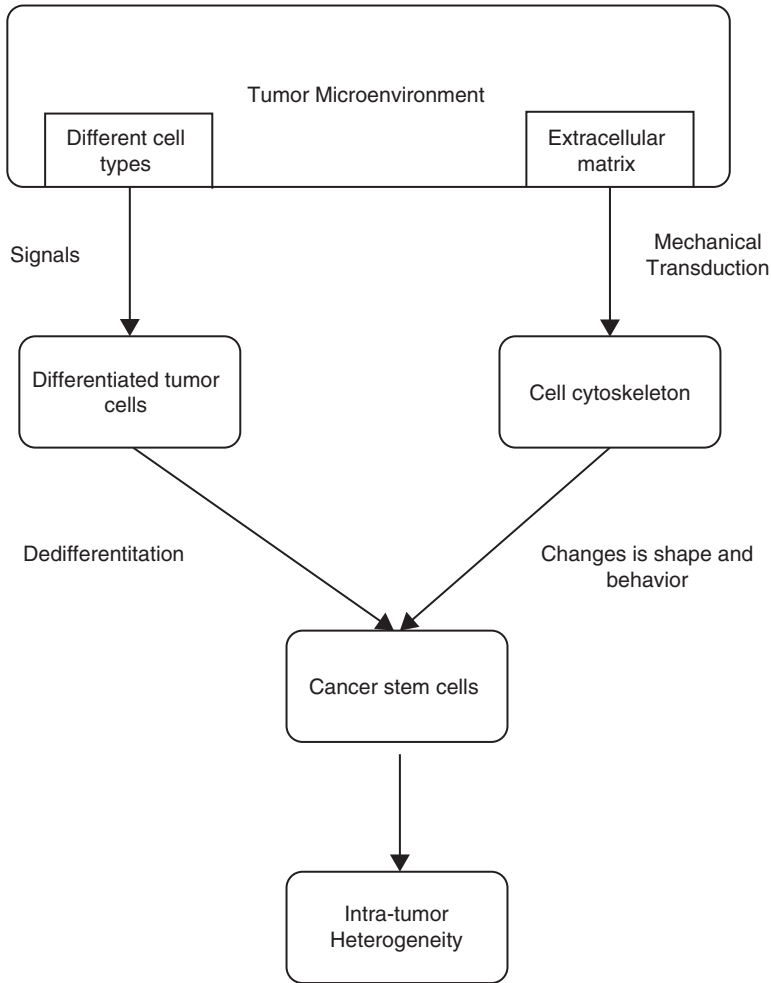 Tumor Microenvironment
Different cell
types
Extracellular
matrix
Signals
Mechanical
Transduction
Differentiated tumor
cells
Cell cytoskeleton
Dedifferentitation
Changes is shape and
behavior
Cancer stem cells
Intra-tumor
Heterogeneity